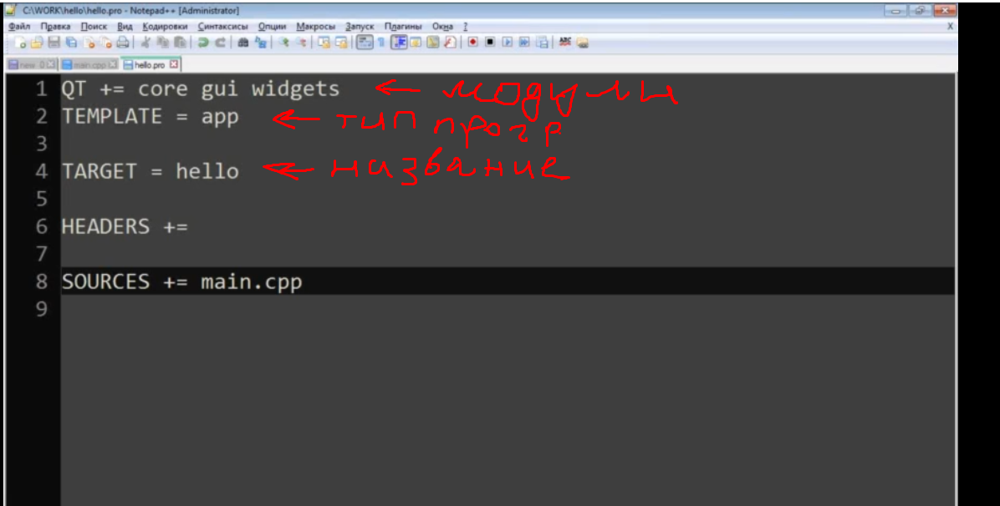 C:\WORK\hello\hello.pro - Notepad++ [Administrator]
Файл Правка Поиск Вид Кодировки Синтаксисы Опции Макросы Запуск Плагины Окна ? X
new 0 main.cpp hello.pro
1 QT += core gui widgets ← модули
2 TEMPLATE = app ← тип прогр
3
4 TARGET = hello ← название
5
6 HEADERS +=
7
8 SOURCES += main.cpp
9